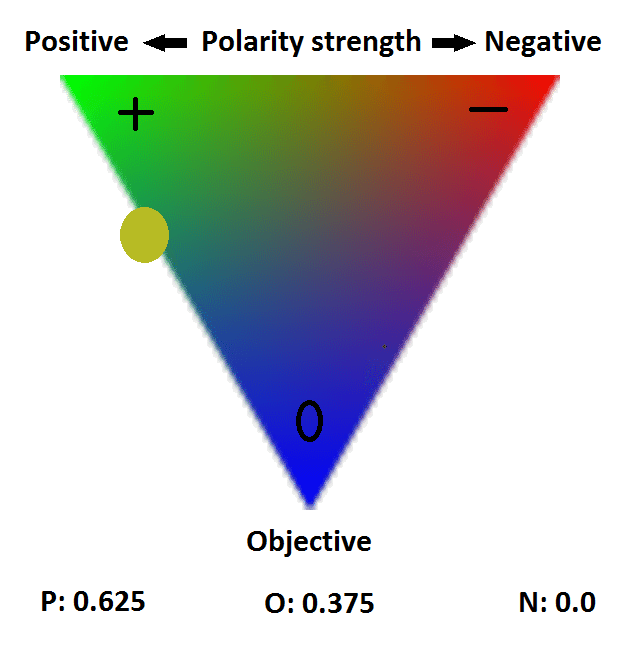 Positive ← Polarity strength → Negative
+ −
0
Objective
P: 0.625 O: 0.375 N: 0.0